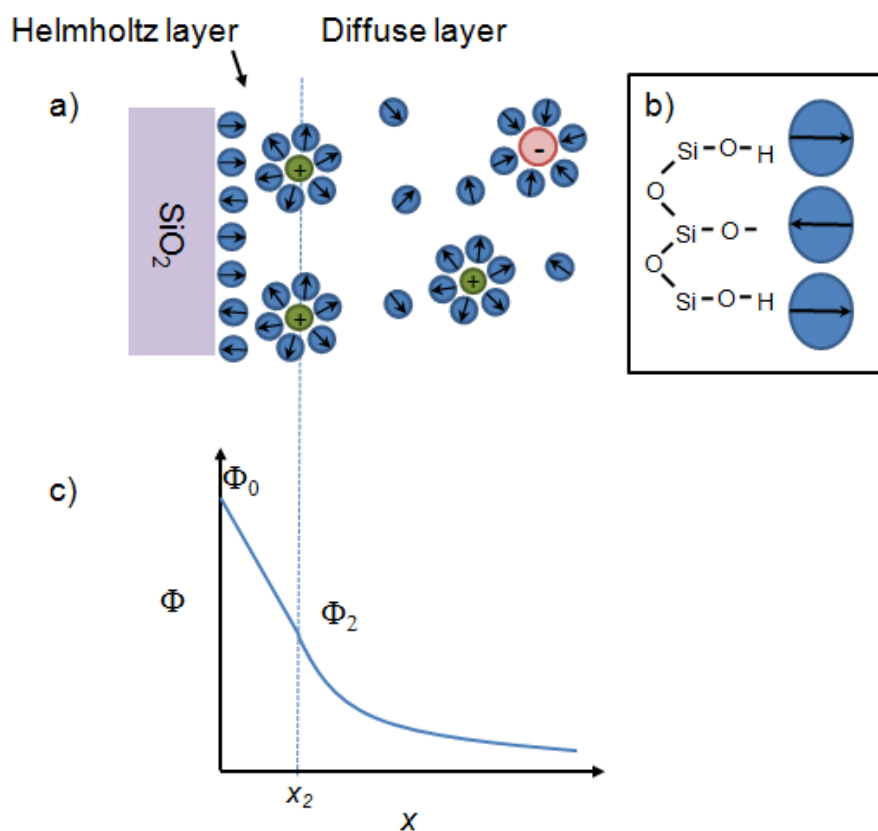 Helmholtz layer
Diffuse layer
a)
SiO2
+
+
-
+
b)
Si – O – H
O
Si – O –
O
Si – O – H
c)
Φ0
Φ
Φ2
x2
x